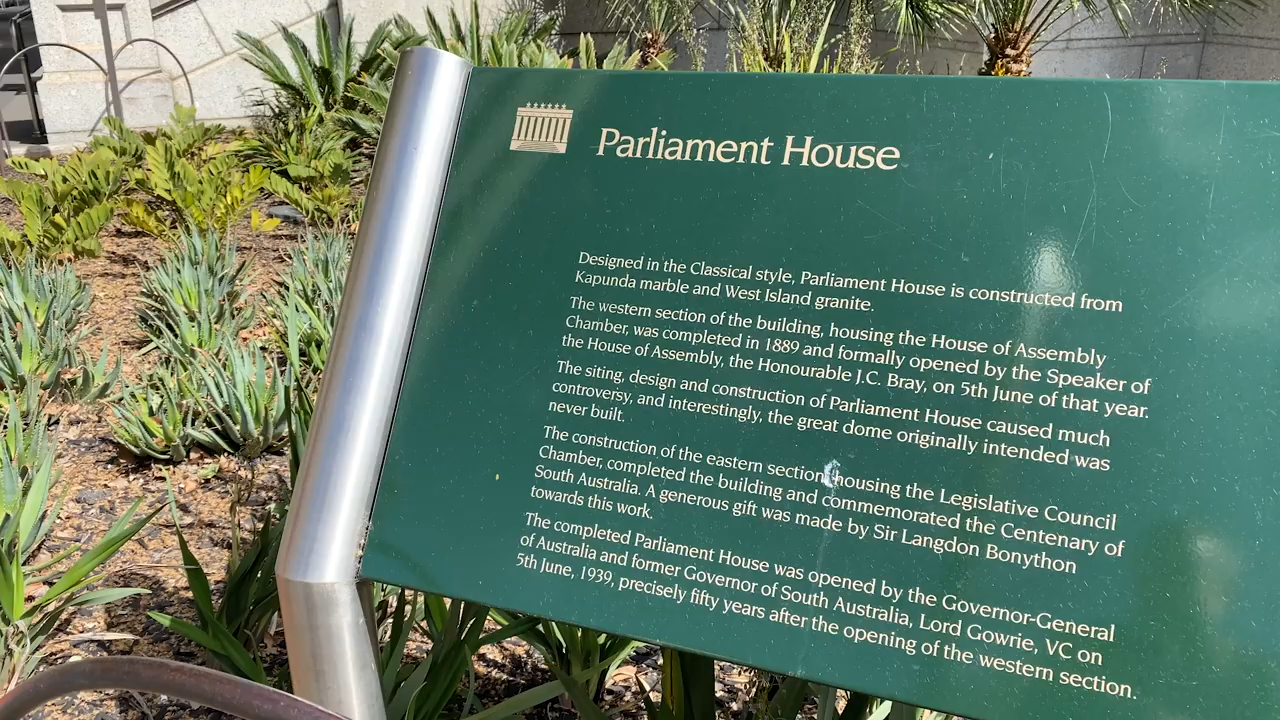 Parliament House
Designed in the Classical style, Parliament House is constructed from
Kapunda marble and West Island granite.
The western section of the building, housing the House of Assembly
Chamber, was completed in 1889 and formally opened by the Speaker of
the House of Assembly, the Honourable J.C. Bray, on 5th June of that year.
The siting, design and construction of Parliament House caused much
controversy, and interestingly, the great dome originally intended was
never built.
The construction of the eastern section, housing the Legislative Council
Chamber, completed the building and commemorated the Centenary of
South Australia. A generous gift was made by Sir Langdon Bonython
towards this work.
The completed Parliament House was opened by the Governor-General
of Australia and former Governor of South Australia, Lord Gowrie, VC on
5th June, 1939, precisely fifty years after the opening of the western section.